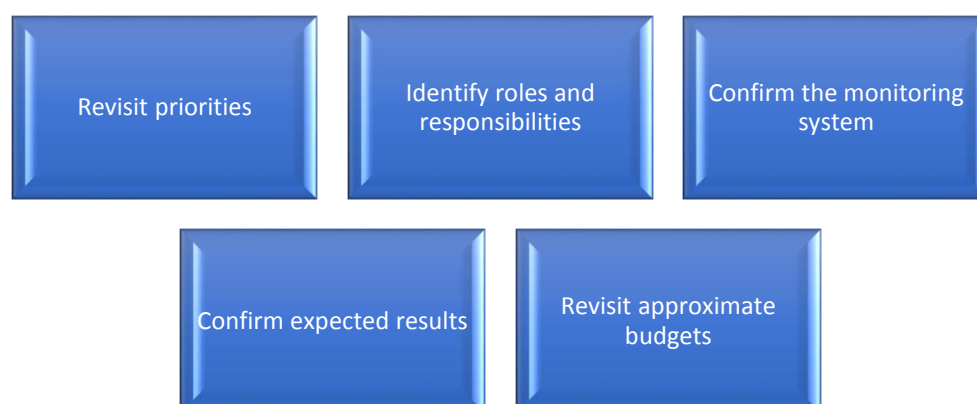 Revisit priorities
Identify roles and
responsibilities
Confirm the monitoring
system
Confirm expected results
Revisit approximate
budgets